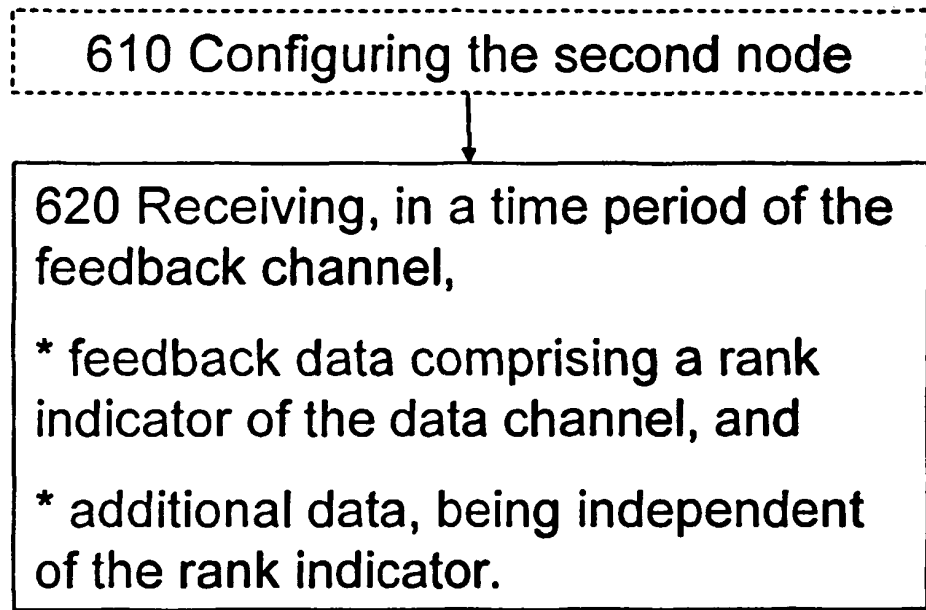 610 Configuring the second node
620 Receiving, in a time period of the
feedback channel,
* feedback data comprising a rank
indicator of the data channel, and
* additional data, being independent
of the rank indicator.